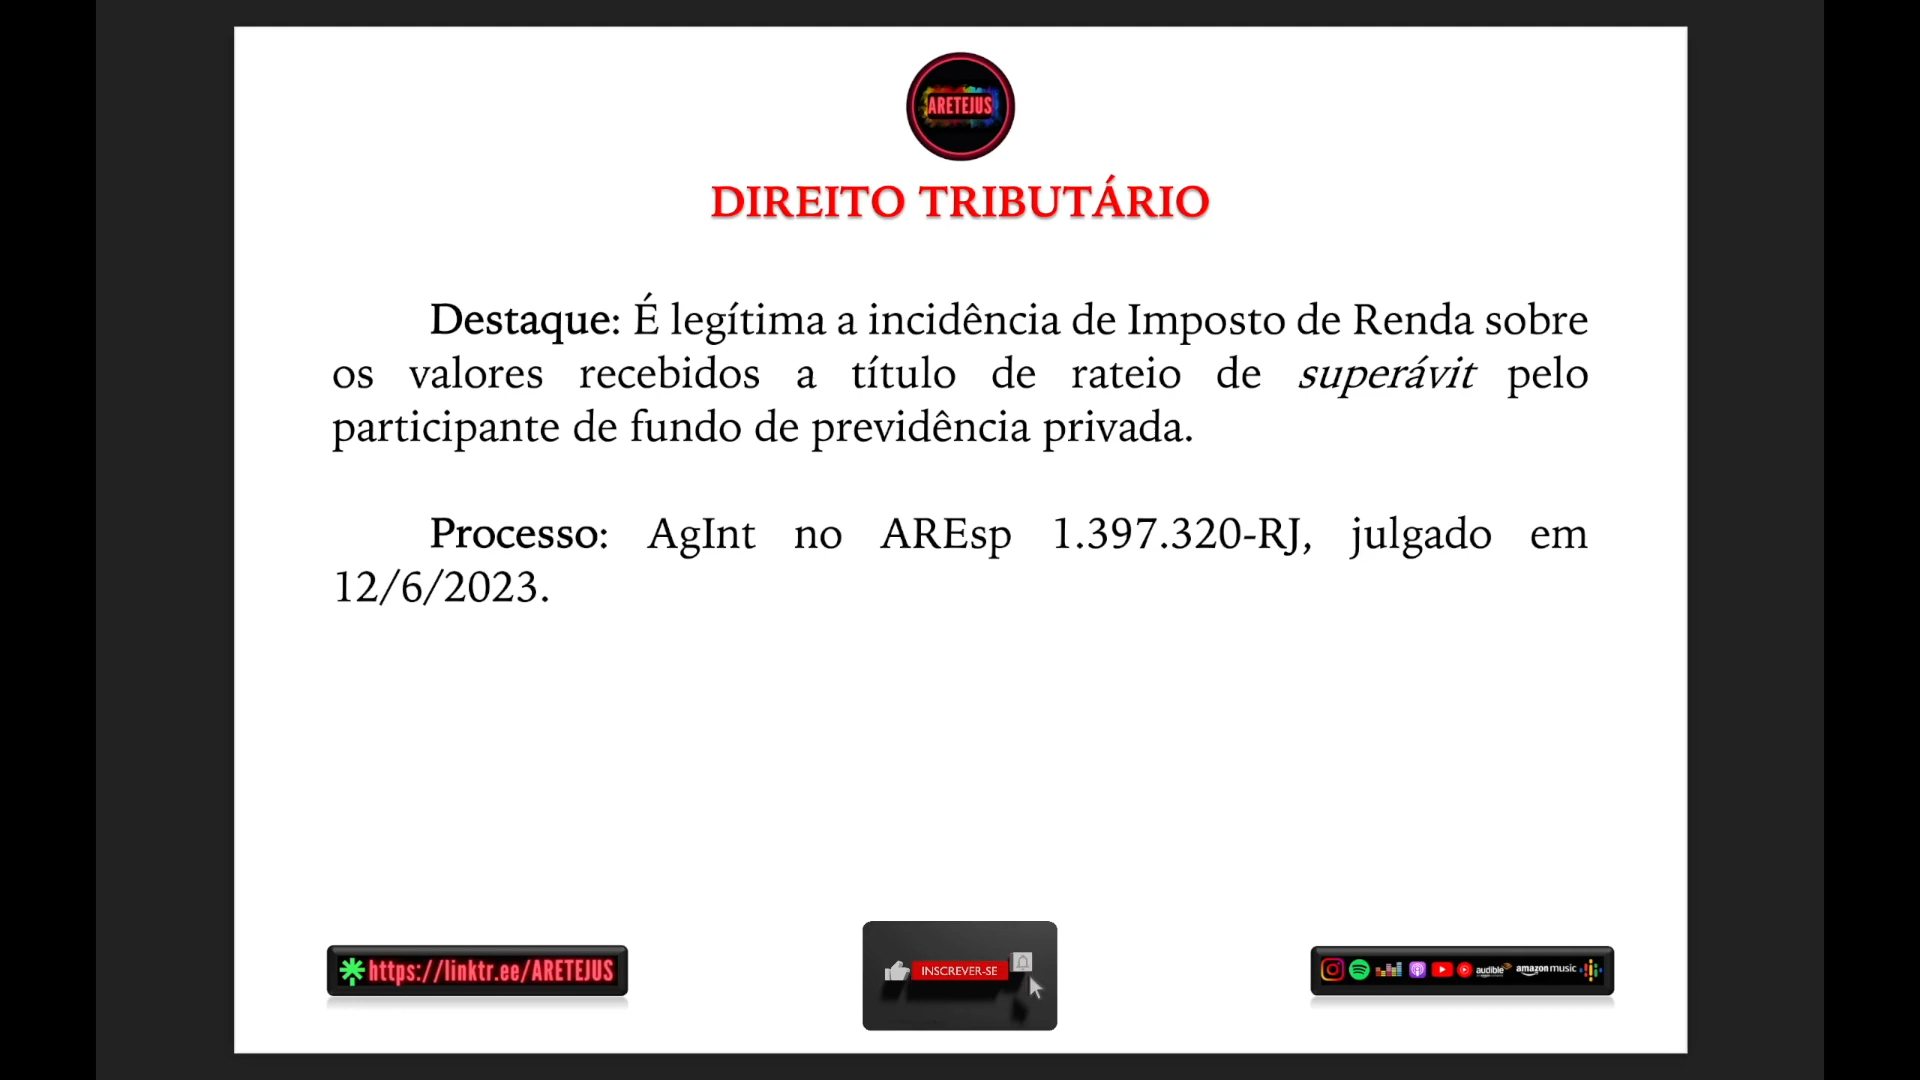 ARETEJUS
DIREITO TRIBUTÁRIO
Destaque: É legítima a incidência de Imposto de Renda sobre
os valores recebidos a título de rateio de superávit pelo
participante de fundo de previdência privada.
Processo: AgInt no AREsp 1.397.320-RJ, julgado em
12/6/2023.
https://linktr.ee/ARETEJUS
INSCREVER-SE
audible amazon music